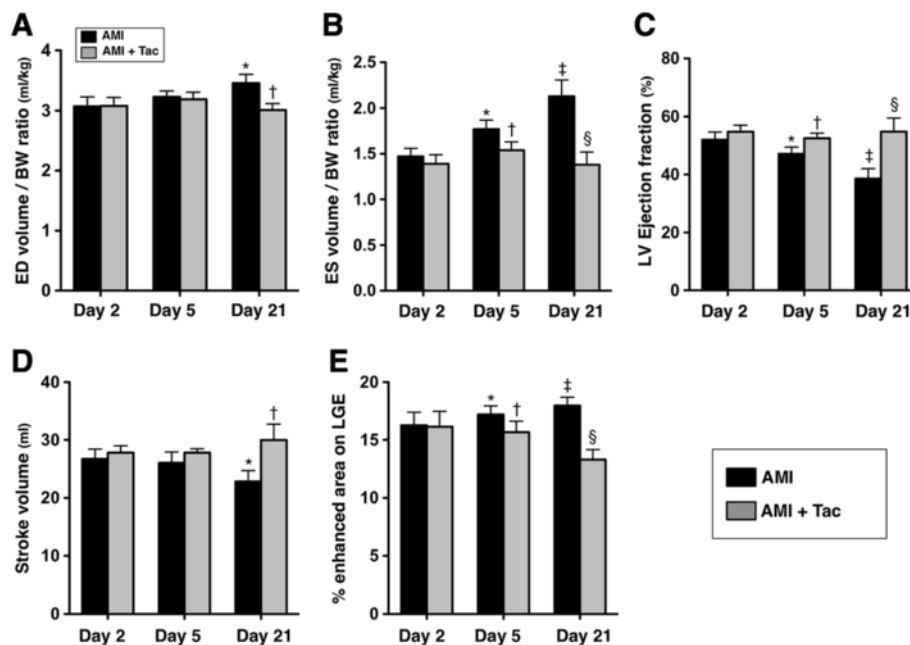 A
AMI
AMI + Tac
ED volume / BW ratio (ml/kg)
4
3
2
1
0
*
†
Day 2 Day 5 Day 21
B
ES volume / BW ratio (ml/kg)
2.5
2.0
1.5
1.0
0.5
0.0
*
†
‡
§
Day 2 Day 5 Day 21
C
LV Ejection fraction (%)
80
60
40
20
0
*
†
‡
§
Day 2 Day 5 Day 21
D
Stroke volume (ml)
40
30
20
10
0
*
†
Day 2 Day 5 Day 21
E
% enhanced area on LGE
20
15
10
5
0
*
†
‡
§
Day 2 Day 5 Day 21
AMI
AMI + Tac